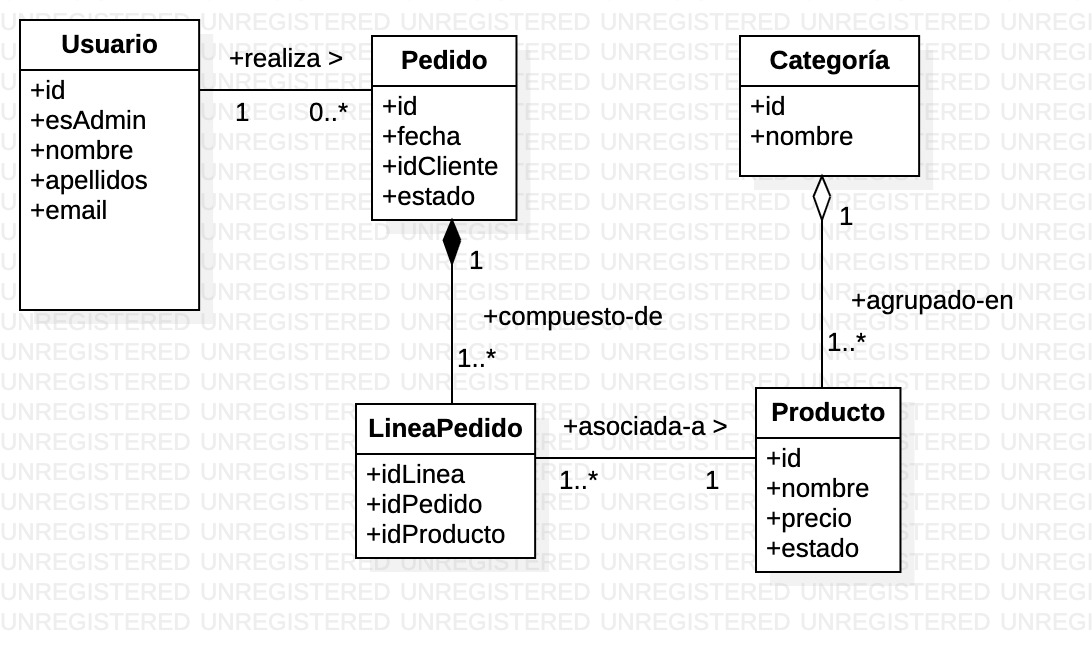 Usuario
+id
+esAdmin
+nombre
+apellidos
+email
+realiza >
1
0..*
Pedido
+id
+fecha
+idCliente
+estado
1
+compuesto-de
1..*
LineaPedido
+idLinea
+idPedido
+idProducto
+asociada-a >
1..*
1
Categoría
+id
+nombre
1
+agrupado-en
1..*
Producto
+id
+nombre
+precio
+estado
UNREGISTERED